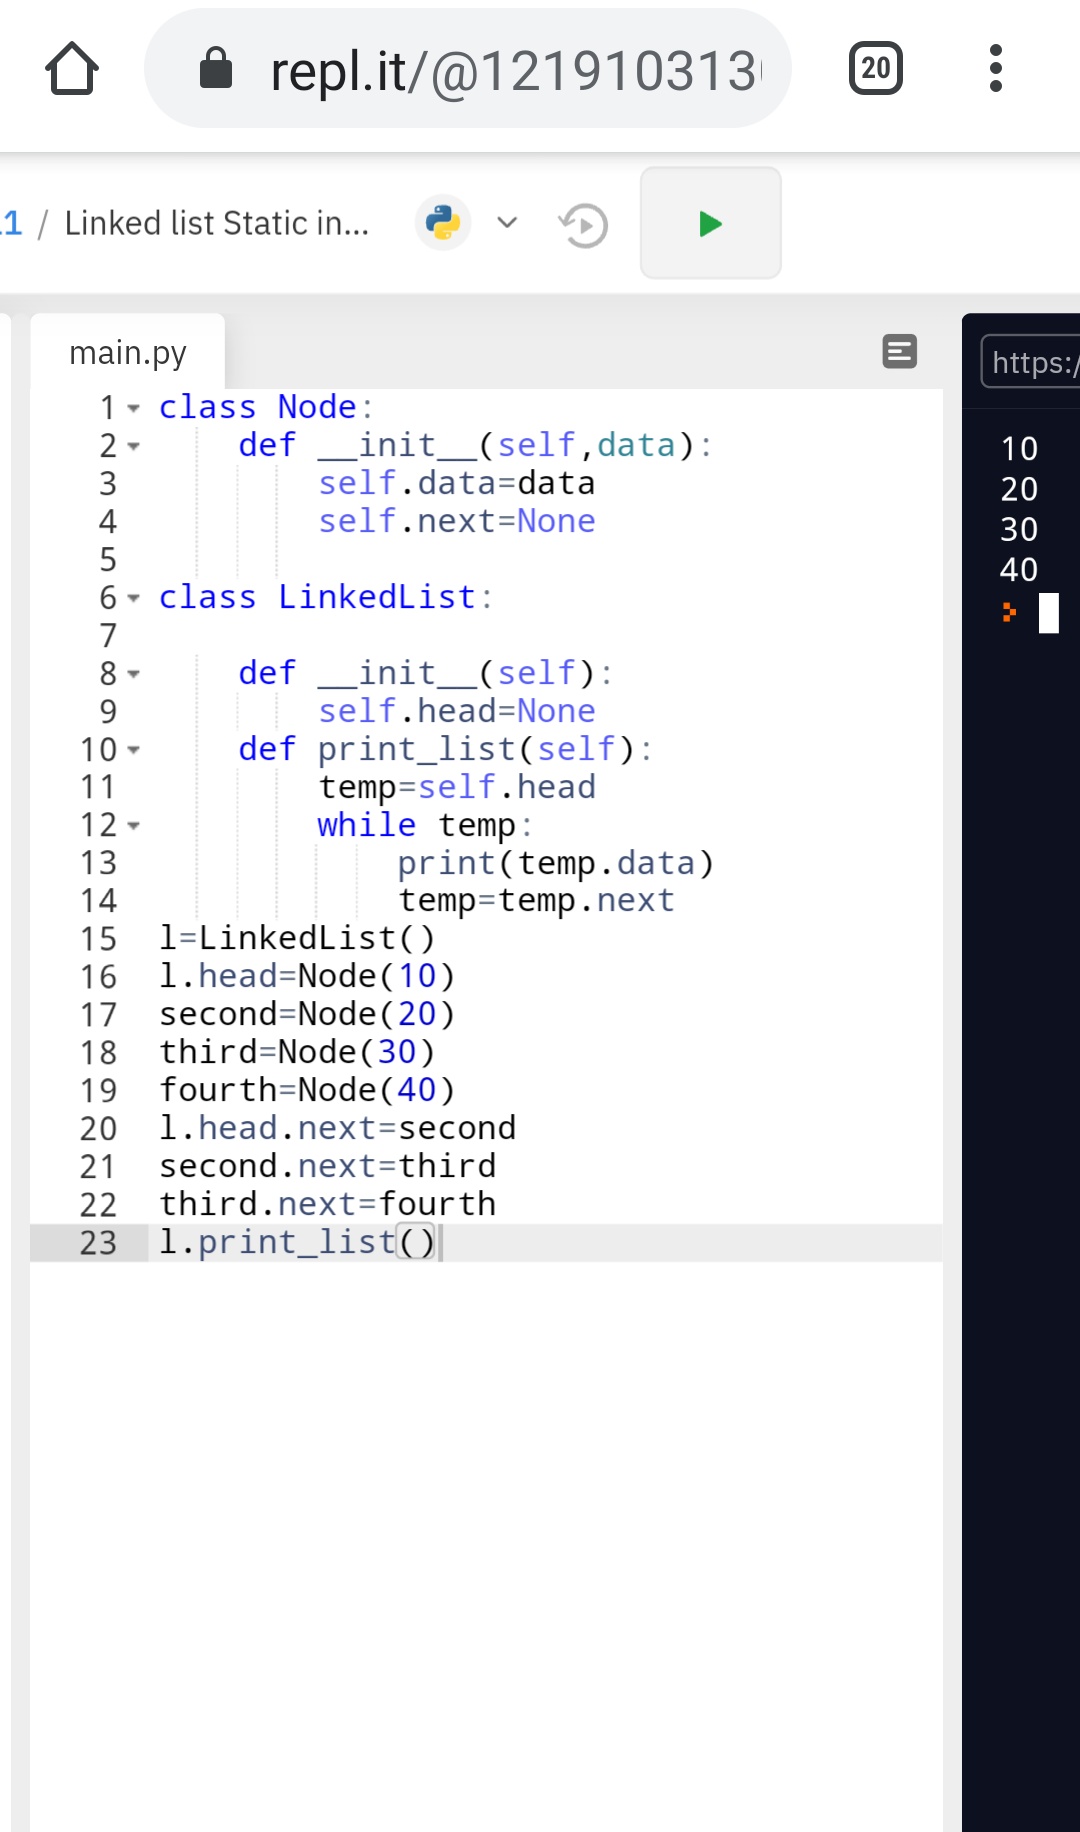 repl.it/@121910313
20
1 / Linked list Static in...
main.py
https:/
1 class Node:
2     def __init__(self,data):
3         self.data=data
4         self.next=None
5
6 class LinkedList:
7
8     def __init__(self):
9         self.head=None
10     def print_list(self):
11         temp=self.head
12         while temp:
13             print(temp.data)
14             temp=temp.next
15 l=LinkedList()
16 l.head=Node(10)
17 second=Node(20)
18 third=Node(30)
19 fourth=Node(40)
20 l.head.next=second
21 second.next=third
22 third.next=fourth
23 l.print_list()
10
20
30
40